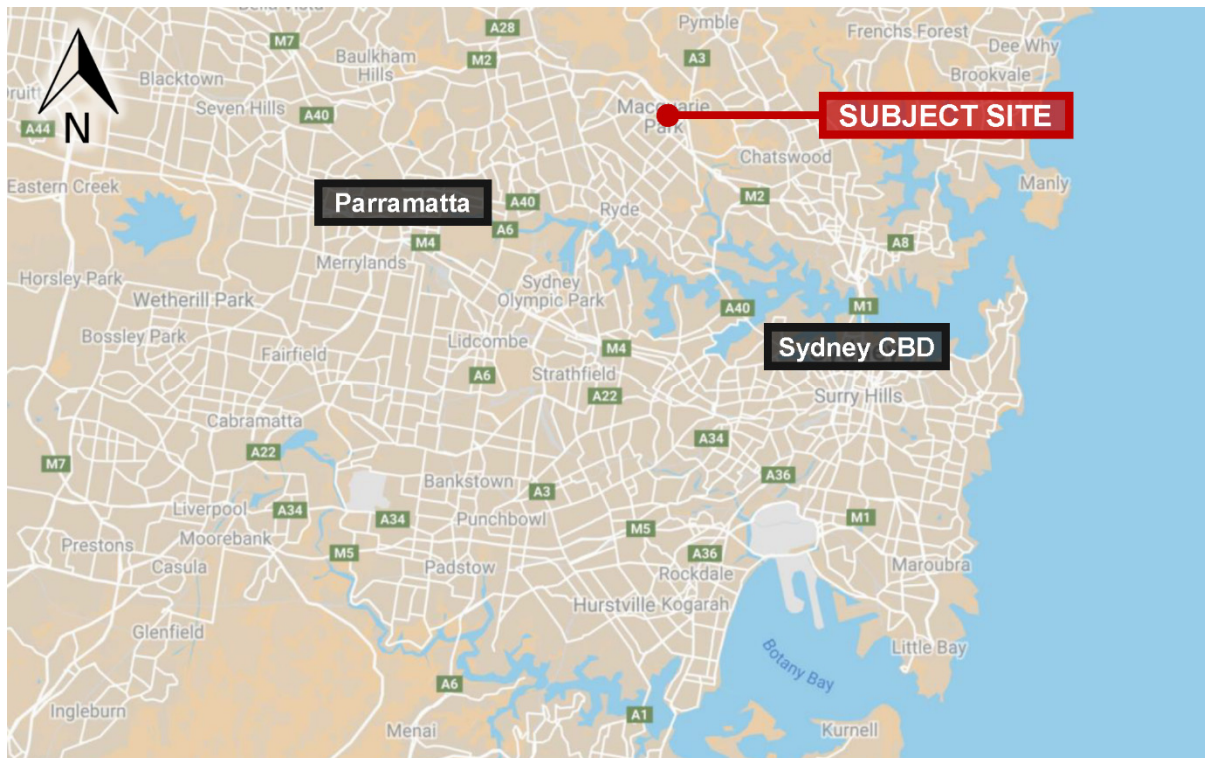 Bella Vista
A28
Pymble
Frenchs Forest
M7
Baulkham
Hills
M2
A3
Dee Why
Blacktown
Brookvale
Seven Hills
A40
Macquarie
Park
SUBJECT SITE
N
A44
Chatswood
Eastern Creek
Parramatta
A40
Ryde
M2
Manly
A6
M4
A8
Merrylands
Horsley Park
Sydney
Olympic Park
Wetherill Park
A40
M1
Bossley Park
Lidcombe
Fairfield
M4
Sydney CBD
A6
Strathfield
A22
Surry Hills
Cabramatta
A22
A34
M7
Bankstown
A3
A36
Liverpool
A34
A34
Punchbowl
M1
Prestons
Moorebank
M5
M5
A36
Casula
Padstow
Rockdale
Maroubra
Hurstville
Kogarah
Glenfield
Little Bay
Botany Bay
A6
Ingleburn
A1
Menai
Kurnell